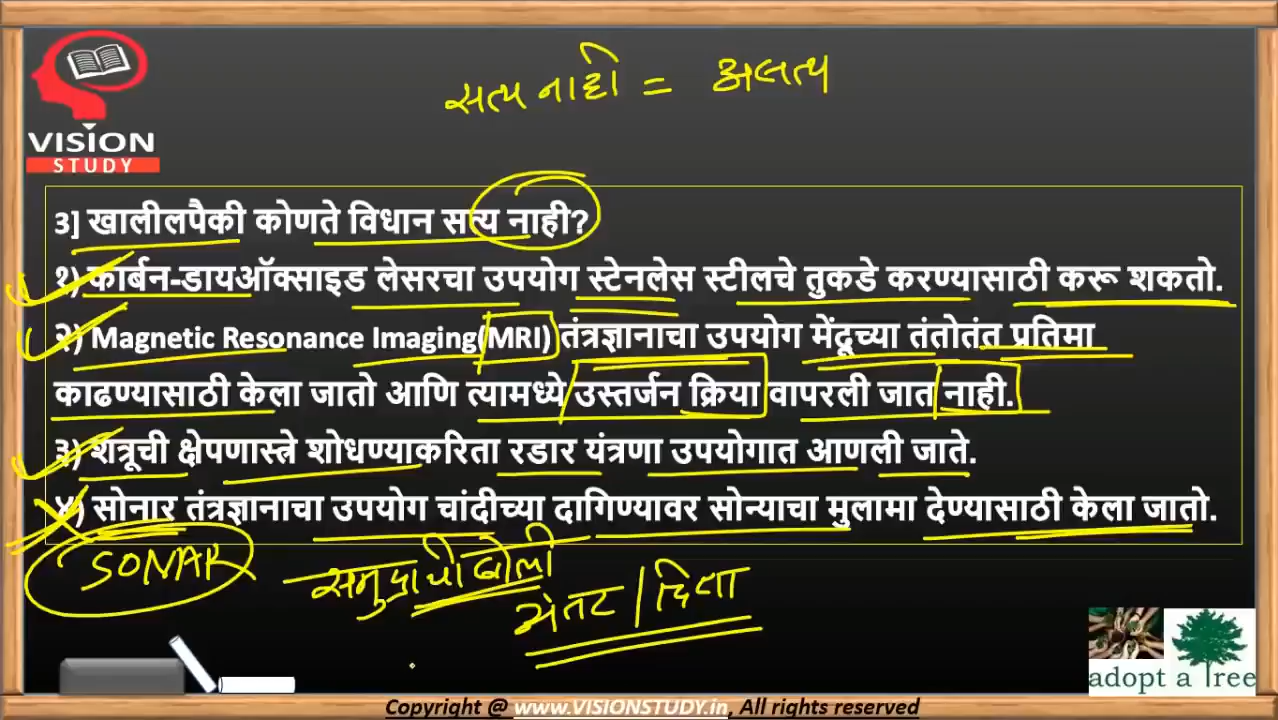 VISION
STUDY
सत्य नाही = असत्य
3] खालीलपैकी कोणते विधान सत्य नाही?
१) कार्बन-डायऑक्साइड लेसरचा उपयोग स्टेनलेस स्टीलचे तुकडे करण्यासाठी करू शकतो.
२) Magnetic Resonance Imaging(MRI) तंत्रज्ञानाचा उपयोग मेंदूच्या तंतोतंत प्रतिमा
काढण्यासाठी केला जातो आणि त्यामध्ये उस्तर्जन क्रिया वापरली जात नाही.
३) शत्रूची क्षेपणास्त्रे शोधण्याकरिता रडार यंत्रणा उपयोगात आणली जाते.
४) सोनार तंत्रज्ञानाचा उपयोग चांदीच्या दागिण्यावर सोन्याचा मुलामा देण्यासाठी केला जातो.
SONAR समुद्राची खोली
अंतर / दिशा
adopt a Tree
Copyright @ www.VISIONSTUDY.in, All rights reserved